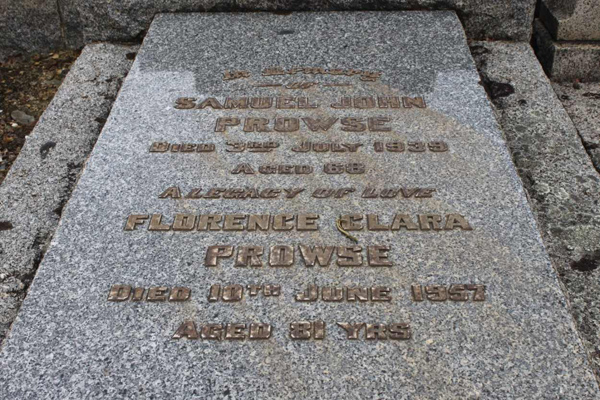 In Memory
of
SAMUEL JOHN
PROWSE
DIED 3RD JULY 1939
AGED 68
A LEGACY OF LOVE
FLORENCE CLARA
PROWSE
DIED 10TH JUNE 1957
AGED 81 YRS